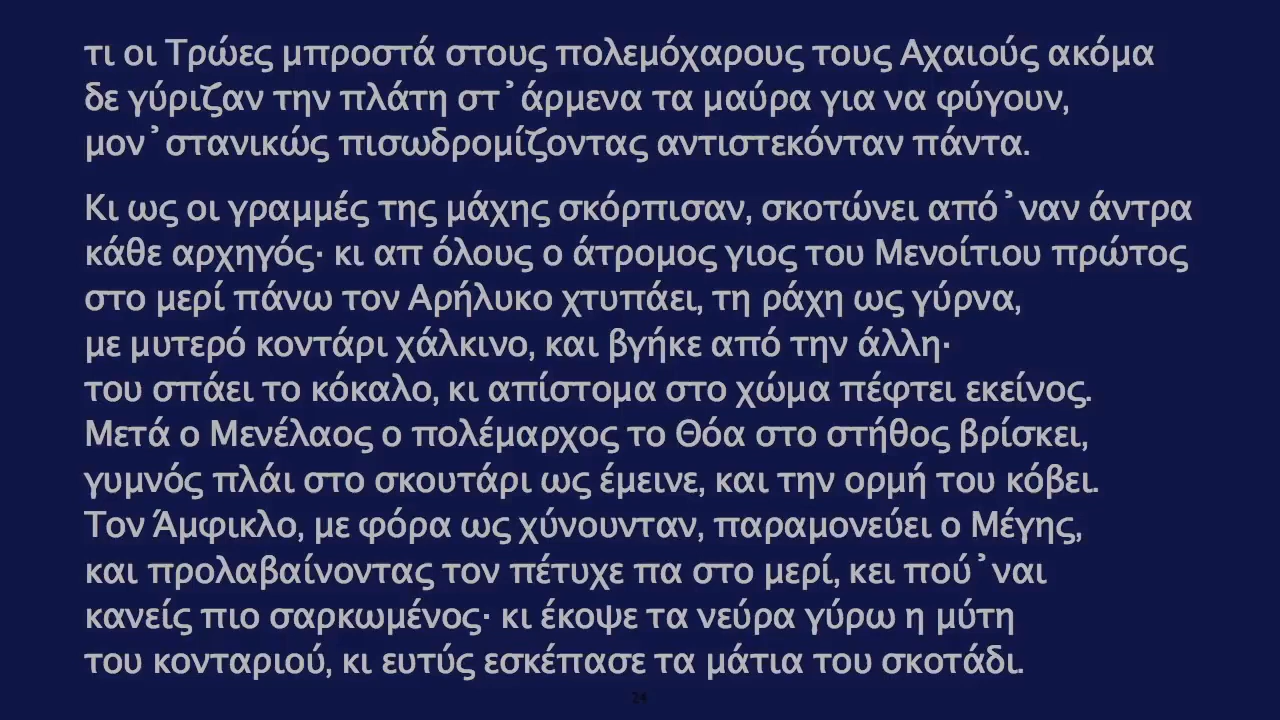 τι οι Τρώες μπροστά στους πολεμόχαρους τους Αχαιούς ακόμα
δε γύριζαν την πλάτη στ᾿ άρμενα τα μαύρα για να φύγουν,
μον᾿ στανικώς πισωδρομίζοντας αντιστεκόνταν πάντα.
Κι ως οι γραμμές της μάχης σκόρπισαν, σκοτώνει από᾿ ναν άντρα
κάθε αρχηγός· κι απ όλους ο άτρομος γιος του Μενοίτιου πρώτος
στο μερί πάνω τον Αρήλυκο χτυπάει, τη ράχη ως γύρνα,
με μυτερό κοντάρι χάλκινο, και βγήκε από την άλλη·
του σπάει το κόκαλο, κι απίστομα στο χώμα πέφτει εκείνος.
Μετά ο Μενέλαος ο πολέμαρχος το Θόα στο στήθος βρίσκει,
γυμνός πλάι στο σκουτάρι ως έμεινε, και την ορμή του κόβει.
Τον Άμφικλο, με φόρα ως χύνουνταν, παραμονεύει ο Μέγης,
και προλαβαίνοντας τον πέτυχε πα στο μερί, κει πού᾿ ναι
κανείς πιο σαρκωμένος· κι έκοψε τα νεύρα γύρω η μύτη
του κονταριού, κι ευτύς εσκέπασε τα μάτια του σκοτάδι.
24